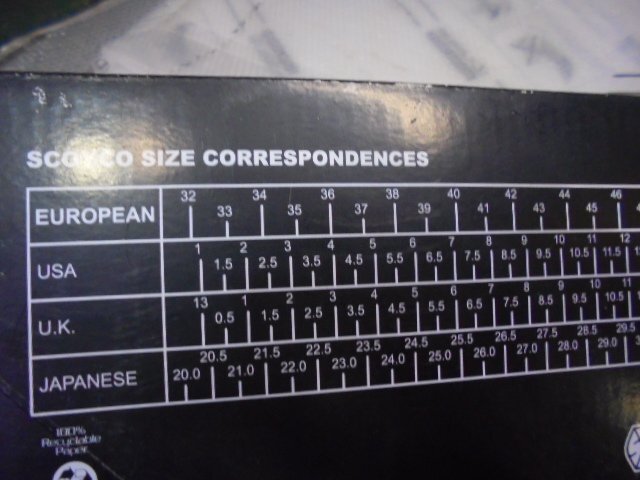 SCOYCO SIZE CORRESPONDENCES
EUROPEAN 32 33 34 35 36 37 38 39 40 41 42 43 44 45 46
USA 1 1.5 2 2.5 3 3.5 4 4.5 5 5.5 6 6.5 7 7.5 8 8.5 9 9.5 10 10.5 11 11.5 12
U.K. 13 0.5 1 1.5 2 2.5 3 3.5 4 4.5 5 5.5 6 6.5 7 7.5 8 8.5 9 9.5 10 10.5 11
JAPANESE 20.0 20.5 21.0 21.5 22.0 22.5 23.0 23.5 24.0 24.5 25.0 25.5 26.0 26.5 27.0 27.5 28.0 28.5 29.0 29.5
100%
Recyclable
Paper